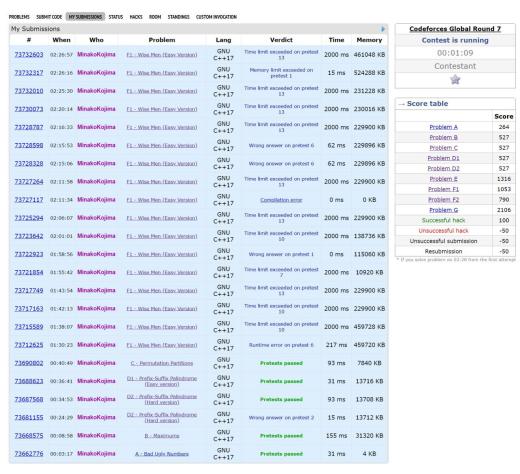 PROBLEMS SUBMIT CODE MY SUBMISSIONS STATUS HACKS ROOM STANDINGS CUSTOM INVOCATION
My Submissions
# When Who Problem Lang Verdict Time Memory
73732603 02:26:57 MinakoKojima F1 - Wise Men (Easy Version) GNU C++17 Time limit exceeded on pretest 13 2000 ms 461048 KB
73732317 02:26:16 MinakoKojima F1 - Wise Men (Easy Version) GNU C++17 Memory limit exceeded on pretest 1 15 ms 524288 KB
73732010 02:25:30 MinakoKojima F1 - Wise Men (Easy Version) GNU C++17 Time limit exceeded on pretest 13 2000 ms 231228 KB
73730073 02:20:14 MinakoKojima F1 - Wise Men (Easy Version) GNU C++17 Time limit exceeded on pretest 13 2000 ms 230016 KB
73728787 02:16:33 MinakoKojima F1 - Wise Men (Easy Version) GNU C++17 Time limit exceeded on pretest 13 2000 ms 229900 KB
73728598 02:15:53 MinakoKojima F1 - Wise Men (Easy Version) GNU C++17 Wrong answer on pretest 6 62 ms 229896 KB
73728328 02:15:06 MinakoKojima F1 - Wise Men (Easy Version) GNU C++17 Wrong answer on pretest 6 62 ms 229896 KB
73727264 02:11:58 MinakoKojima F1 - Wise Men (Easy Version) GNU C++17 Time limit exceeded on pretest 13 2000 ms 229900 KB
73727117 02:11:34 MinakoKojima F1 - Wise Men (Easy Version) GNU C++17 Compilation error 0 ms 0 KB
73725294 02:06:07 MinakoKojima F1 - Wise Men (Easy Version) GNU C++17 Time limit exceeded on pretest 13 2000 ms 229900 KB
73723642 02:01:01 MinakoKojima F1 - Wise Men (Easy Version) GNU C++17 Time limit exceeded on pretest 10 2000 ms 138736 KB
73722923 01:58:56 MinakoKojima F1 - Wise Men (Easy Version) GNU C++17 Wrong answer on pretest 1 0 ms 115060 KB
73721854 01:55:42 MinakoKojima F1 - Wise Men (Easy Version) GNU C++17 Time limit exceeded on pretest 7 2000 ms 10920 KB
73717749 01:43:54 MinakoKojima F1 - Wise Men (Easy Version) GNU C++17 Time limit exceeded on pretest 13 2000 ms 229900 KB
73717163 01:42:13 MinakoKojima F1 - Wise Men (Easy Version) GNU C++17 Time limit exceeded on pretest 10 2000 ms 229900 KB
73715589 01:38:07 MinakoKojima F1 - Wise Men (Easy Version) GNU C++17 Time limit exceeded on pretest 10 2000 ms 459728 KB
73712625 01:30:23 MinakoKojima F1 - Wise Men (Easy Version) GNU C++17 Runtime error on pretest 6 217 ms 459720 KB
73690802 00:40:49 MinakoKojima C - Permutation Partitions GNU C++17 Pretests passed 93 ms 7840 KB
73688623 00:36:41 MinakoKojima D1 - Prefix-Suffix Palindrome (Easy version) GNU C++17 Pretests passed 31 ms 13716 KB
73687568 00:34:53 MinakoKojima D2 - Prefix-Suffix Palindrome (Hard version) GNU C++17 Pretests passed 93 ms 13708 KB
73681155 00:24:29 MinakoKojima D2 - Prefix-Suffix Palindrome (Hard version) GNU C++17 Wrong answer on pretest 2 15 ms 13712 KB
73668575 00:08:58 MinakoKojima B - Maximums GNU C++17 Pretests passed 155 ms 31320 KB
73662776 00:03:17 MinakoKojima A - Bad Ugly Numbers GNU C++17 Pretests passed 31 ms 4 KB
Codeforces Global Round 7
Contest is running
00:01:09
Contestant
→ Score table
Score
Problem A 264
Problem B 527
Problem C 527
Problem D1 527
Problem D2 527
Problem E 1316
Problem F1 1053
Problem F2 790
Problem G 2106
Successful hack 100
Unsuccessful hack -50
Unsuccessful submission -50
Resubmission -50
* If you solve problem on 02:28 from the first attempt